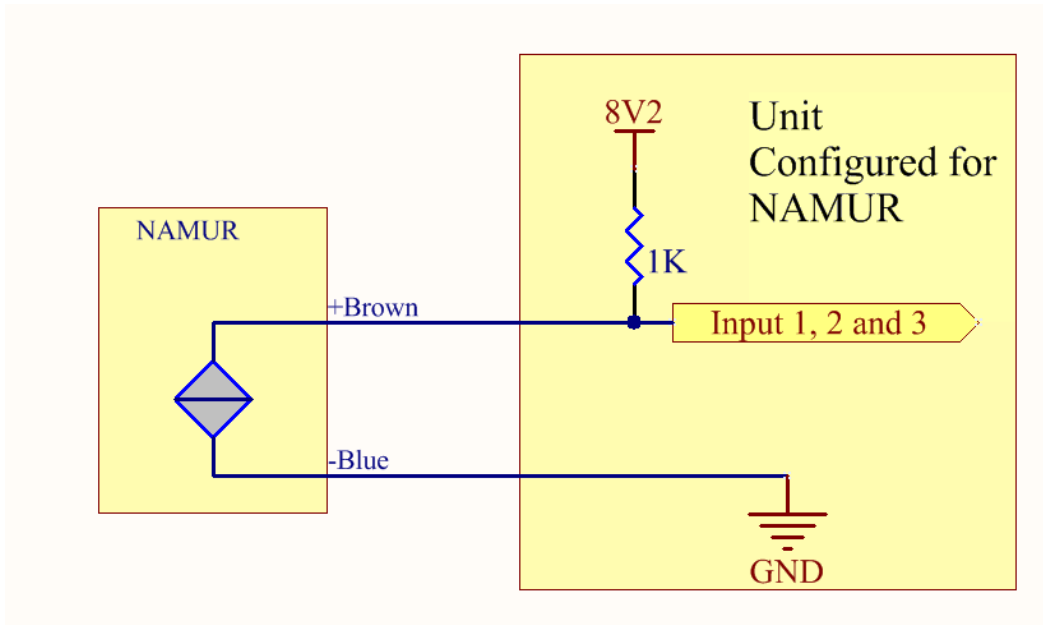 8V2
Unit
Configured for
NAMUR
NAMUR
1K
+Brown
Input 1, 2 and 3
-Blue
GND